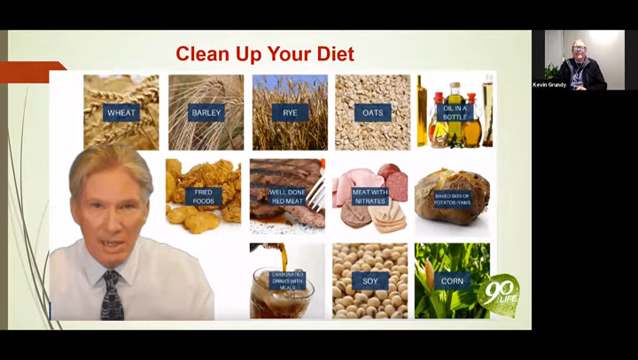 Clean Up Your Diet
Kevin Grundy
WHEAT
BARLEY
RYE
OATS
OIL IN A
BOTTLE
FRIED
FOODS
WELL DONE
RED MEAT
MEAT WITH
NITRATES
BAKED SKIN OF
POTATOES/YAMS
CARBONATED
DRINKS WITH
MEALS
SOY
CORN
90
LIFE